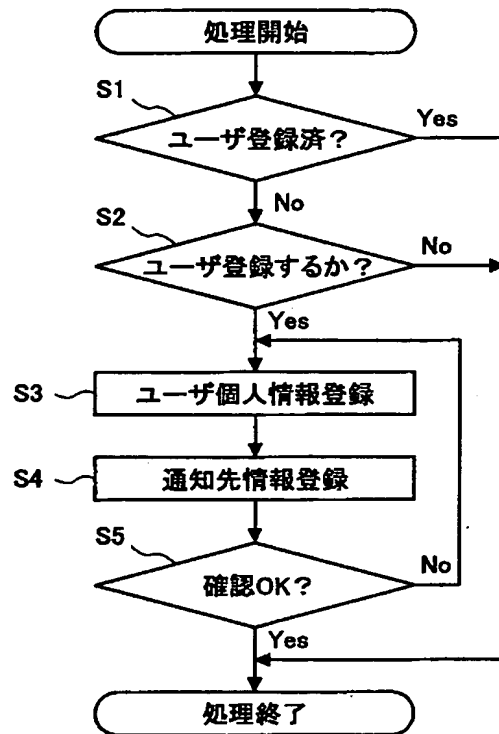 処理開始
S1
ユーザ登録済？
Yes
No
S2
ユーザ登録するか？
No
Yes
S3
ユーザ個人情報登録
S4
通知先情報登録
S5
確認OK？
No
Yes
処理終了